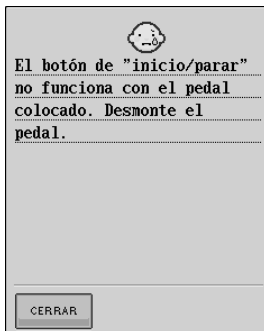 El botón de "inicio/parar"
no funciona con el pedal
colocado. Desmonte el
pedal.
CERRAR